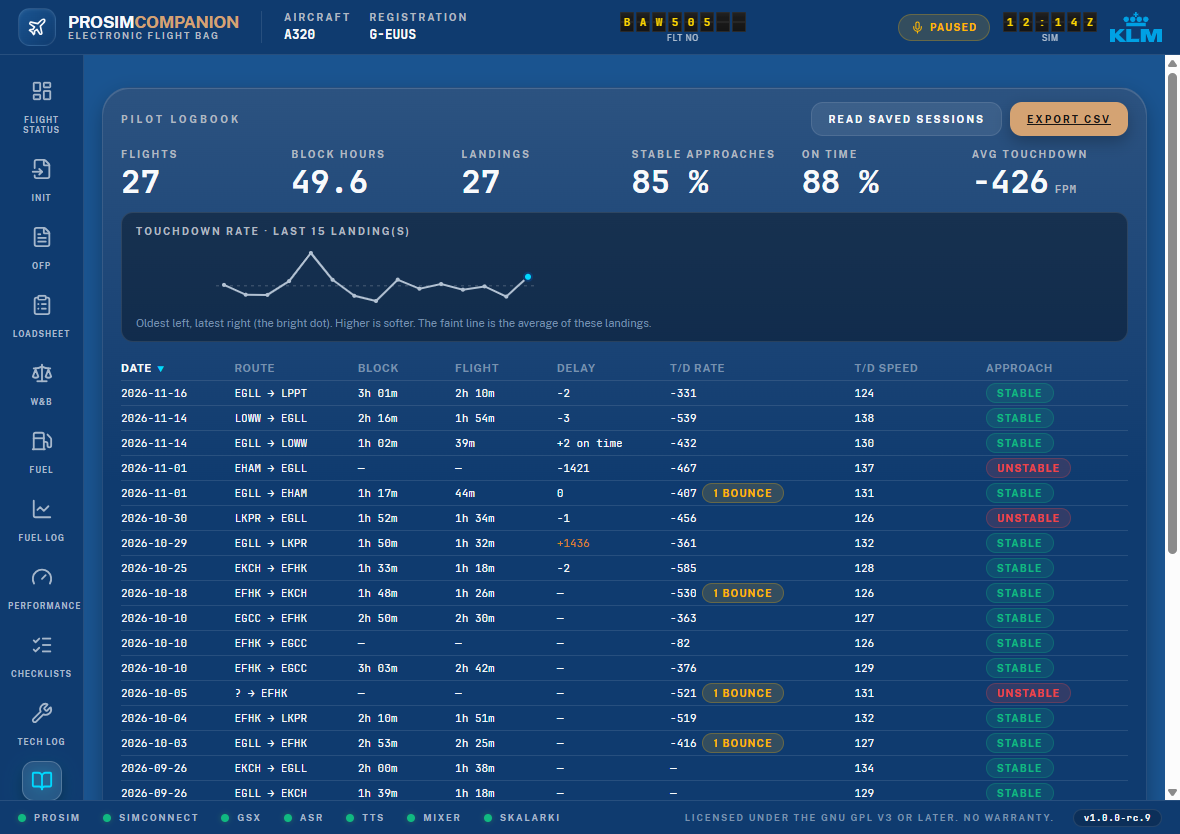 PROSIMCOMPANION
ELECTRONIC FLIGHT BAG
AIRCRAFT
A320
REGISTRATION
G-EUUS
BAW505
FLT NO
PAUSED
12:14Z
SIM
KLM
FLIGHT
STATUS
INIT
OFP
LOADSHEET
W&B
FUEL
FUEL LOG
PERFORMANCE
CHECKLISTS
TECH LOG
PILOT LOGBOOK
READ SAVED SESSIONS
EXPORT CSV
FLIGHTS
27
BLOCK HOURS
49.6
LANDINGS
27
STABLE APPROACHES
85 %
ON TIME
88 %
AVG TOUCHDOWN
-426 FPM
TOUCHDOWN RATE · LAST 15 LANDING(S)
Oldest left, latest right (the bright dot). Higher is softer. The faint line is the average of these landings.
DATE ▼ ROUTE BLOCK FLIGHT DELAY T/D RATE T/D SPEED APPROACH
2026-11-16 EGLL → LPPT 3h 01m 2h 10m -2 -331 124 STABLE
2026-11-14 LOWW → EGLL 2h 16m 1h 54m -3 -539 138 STABLE
2026-11-14 EGLL → LOWW 1h 02m 39m +2 on time -432 130 STABLE
2026-11-01 EHAM → EGLL — — -1421 -467 137 UNSTABLE
2026-11-01 EGLL → EHAM 1h 17m 44m 0 -407 1 BOUNCE 131 STABLE
2026-10-30 LKPR → EGLL 1h 52m 1h 34m -1 -456 126 UNSTABLE
2026-10-29 EGLL → LKPR 1h 50m 1h 32m +1436 -361 132 STABLE
2026-10-25 EKCH → EFHK 1h 33m 1h 18m -2 -585 128 STABLE
2026-10-18 EFHK → EKCH 1h 48m 1h 26m — -530 1 BOUNCE 126 STABLE
2026-10-10 EGCC → EFHK 2h 50m 2h 30m — -363 127 STABLE
2026-10-10 EFHK → EGCC — — — -82 126 STABLE
2026-10-10 EFHK → EGCC 3h 03m 2h 42m — -376 129 STABLE
2026-10-05 ? → EFHK — — — -521 1 BOUNCE 131 UNSTABLE
2026-10-04 EFHK → LKPR 2h 10m 1h 51m — -519 132 STABLE
2026-10-03 EGLL → EFHK 2h 53m 2h 25m — -416 1 BOUNCE 127 STABLE
2026-09-26 EKCH → EGLL 2h 00m 1h 38m — — 134 STABLE
2026-09-26 EGLL → EKCH 1h 39m 1h 18m — — 129 STABLE
PROSIM SIMCONNECT GSX ASR TTS MIXER SKALARKI
LICENSED UNDER THE GNU GPL V3 OR LATER. NO WARRANTY.
v1.0.0-rc.9